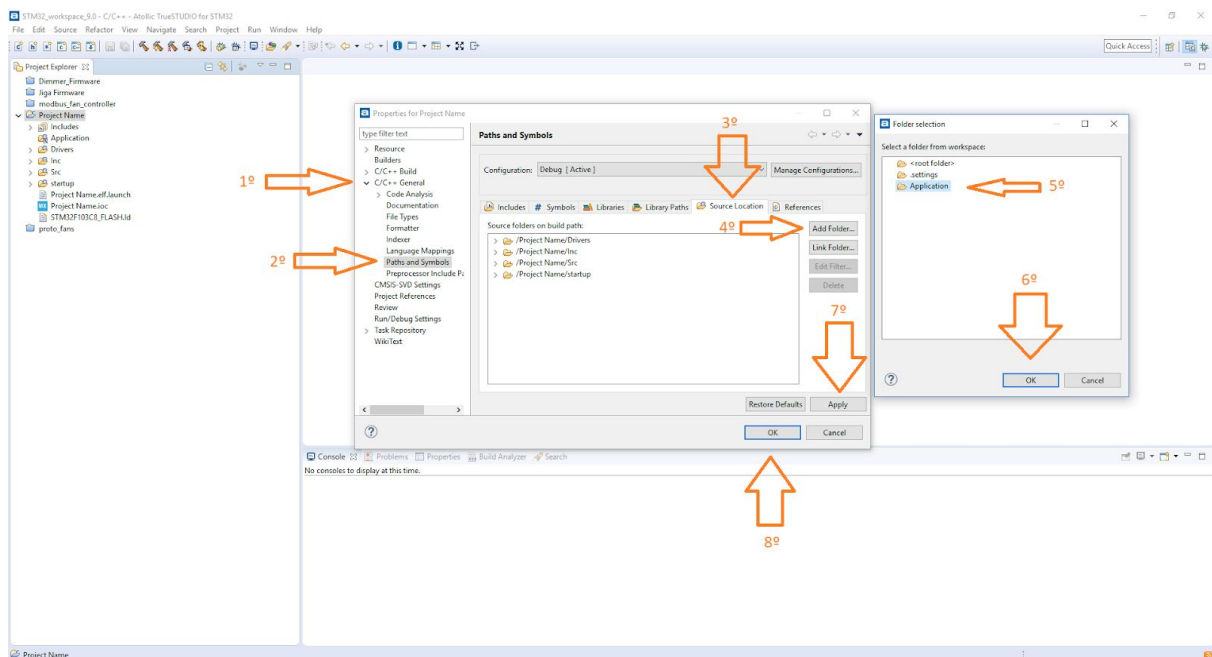 STM32_workspace_9.0 - C/C++ - Atollic TrueSTUDIO for STM32
File Edit Source Refactor View Navigate Search Project Run Window Help
Quick Access
Project Explorer
Dimmer_Firmware
Jiga Firmware
modbus_fan_controller
Project Name
Includes
Application
Drivers
Inc
Src
startup
Project Name.elf.launch
Project Name.ioc
STM32F103C8_FLASH.ld
proto_fans
1º
2º
Properties for Project Name
type filter text
Resource
Builders
C/C++ Build
C/C++ General
Code Analysis
Documentation
File Types
Formatter
Indexer
Language Mappings
Paths and Symbols
Preprocessor Include Pa
CMSIS-SVD Settings
Project References
Review
Run/Debug Settings
Task Repository
WikiText
Paths and Symbols
3º
Configuration: Debug [ Active ] Manage Configurations...
Includes # Symbols Libraries Library Paths Source Location References
Source folders on build path:
4º
/Project Name/Drivers
/Project Name/Inc
/Project Name/Src
/Project Name/startup
Add Folder...
Link Folder...
Edit Filter...
Delete
7º
Restore Defaults Apply
OK Cancel
8º
Folder selection
Select a folder from workspace:
<root folder>
.settings
Application
5º
6º
OK Cancel
Console Problems Properties Build Analyzer Search
No consoles to display at this time.
Project Name